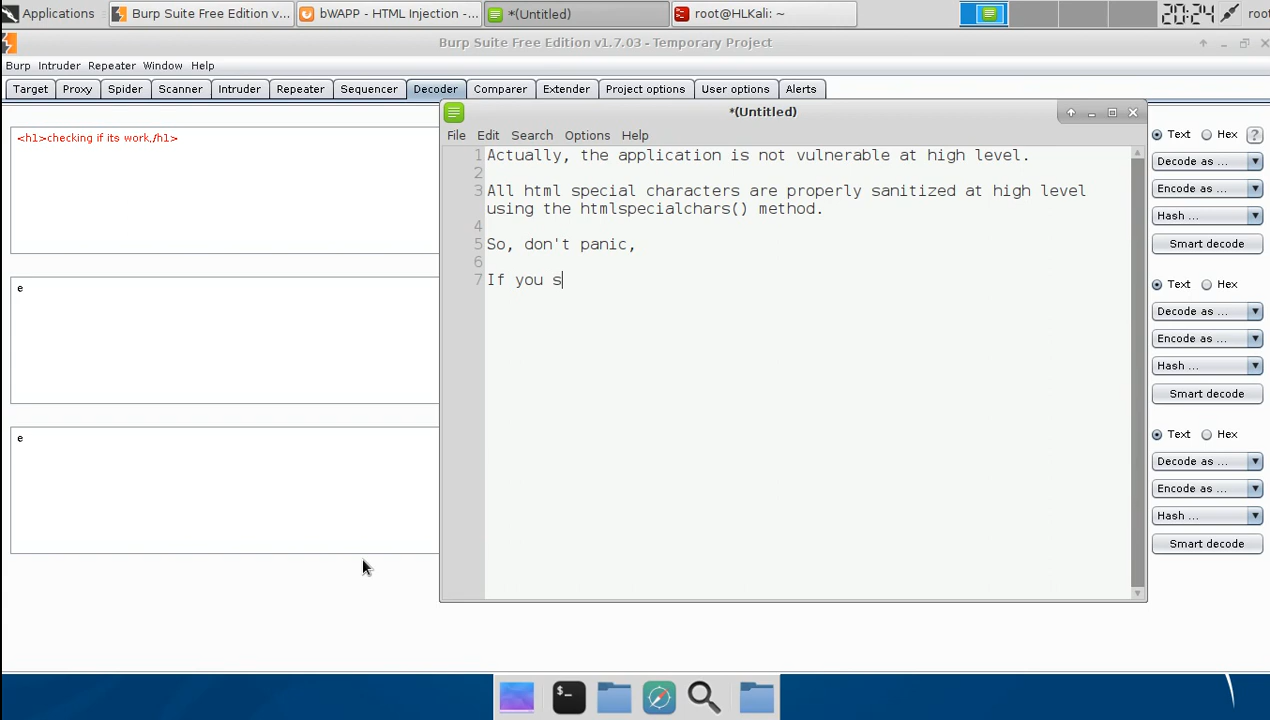 Applications
Burp Suite Free Edition v...
bWAPP - HTML Injection -...
*(Untitled)
root@HLKali: ~
20:24
root
Burp Suite Free Edition v1.7.03 - Temporary Project
Burp Intruder Repeater Window Help
Target Proxy Spider Scanner Intruder Repeater Sequencer Decoder Comparer Extender Project options User options Alerts
<h1>checking if its work,/h1>
e
e
*(Untitled)
File Edit Search Options Help
1 Actually, the application is not vulnerable at high level.
2
3 All html special characters are properly sanitized at high level
using the htmlspecialchars() method.
4
5 So, don't panic,
6
7 If you s
Text Hex ?
Decode as ...
Encode as ...
Hash ...
Smart decode
Text Hex
Decode as ...
Encode as ...
Hash ...
Smart decode
Text Hex
Decode as ...
Encode as ...
Hash ...
Smart decode